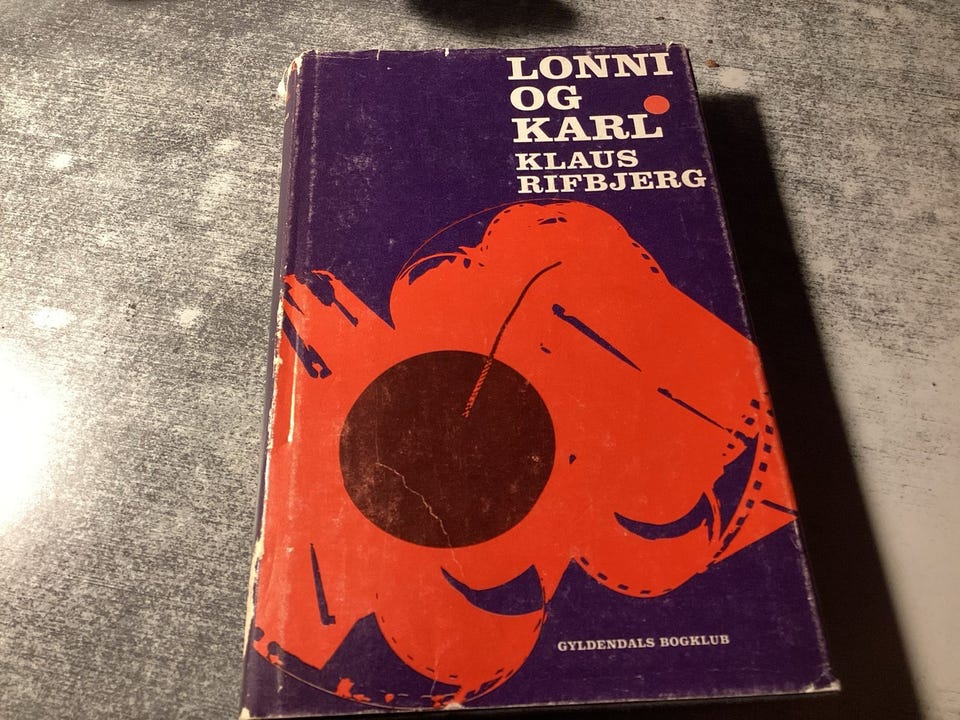 LONNI
OG
KARL
KLAUS
RIFBJERG
GYLDENDALS BOGKLUB